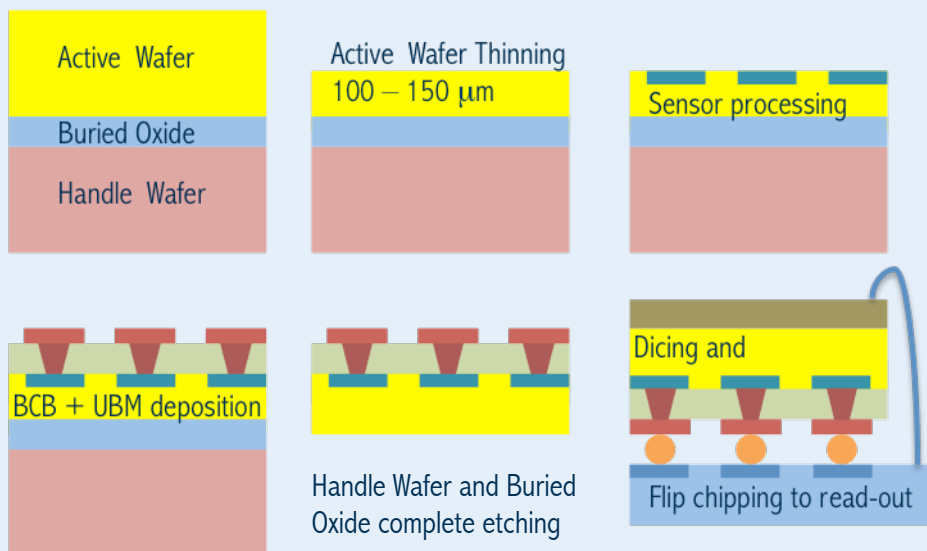 Active Wafer
Buried Oxide
Handle Wafer
Active Wafer Thinning
100 – 150 μm
Sensor processing
BCB + UBM deposition
Handle Wafer and Buried
Oxide complete etching
Dicing and
Flip chipping to read-out